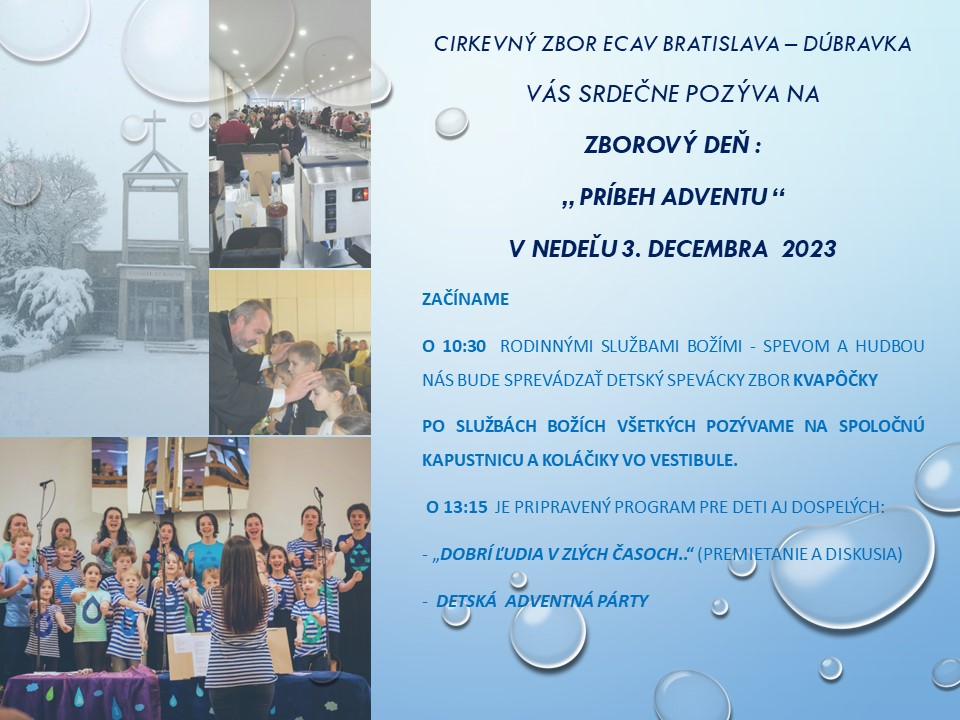 CIRKEVNÝ ZBOR ECAV BRATISLAVA – DÚBRAVKA
VÁS SRDEČNE POZÝVA NA
ZBOROVÝ DEŇ :
,, PRÍBEH ADVENTU “
V NEDEĽU 3. DECEMBRA 2023
ZAČÍNAME
O 10:30 RODINNÝMI SLUŽBAMI BOŽÍMI - SPEVOM A HUDBOU
NÁS BUDE SPREVÁDZAŤ DETSKÝ SPEVÁCKY ZBOR KVAPÔČKY
PO SLUŽBÁCH BOŽÍCH VŠETKÝCH POZÝVAME NA SPOLOČNÚ
KAPUSTNICU A KOLÁČIKY VO VESTIBULE.
O 13:15 JE PRIPRAVENÝ PROGRAM PRE DETI AJ DOSPELÝCH:
- „DOBRÍ ĽUDIA V ZLÝCH ČASOCH..“ (PREMIETANIE A DISKUSIA)
- DETSKÁ ADVENTNÁ PÁRTY